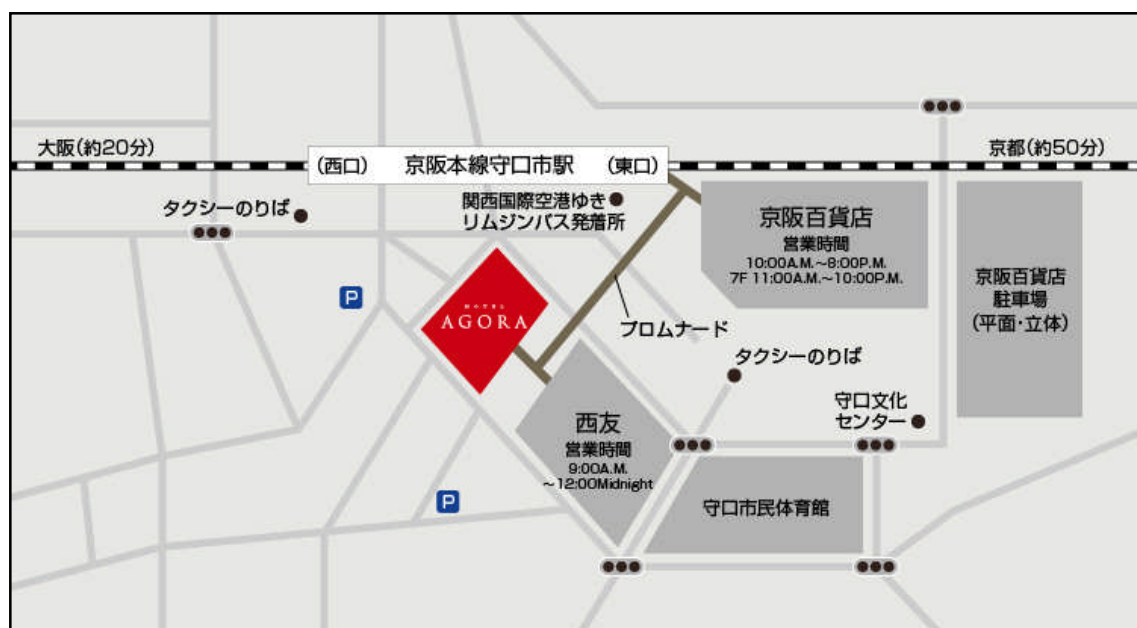 大阪(約20分)
(西口) 京阪本線守口市駅 (東口)
京都(約50分)
タクシーのりば
関西国際空港ゆき
リムジンバス発着所
京阪百貨店
営業時間
10:00A.M.~8:00P.M.
7F 11:00A.M.~10:00P.M.
京阪百貨店
駐車場
(平面・立体)
P
AGORA
プロムナード
タクシーのりば
西友
営業時間
9:00A.M.
~12:00Midnight
守口文化
センター
P
守口市民体育館